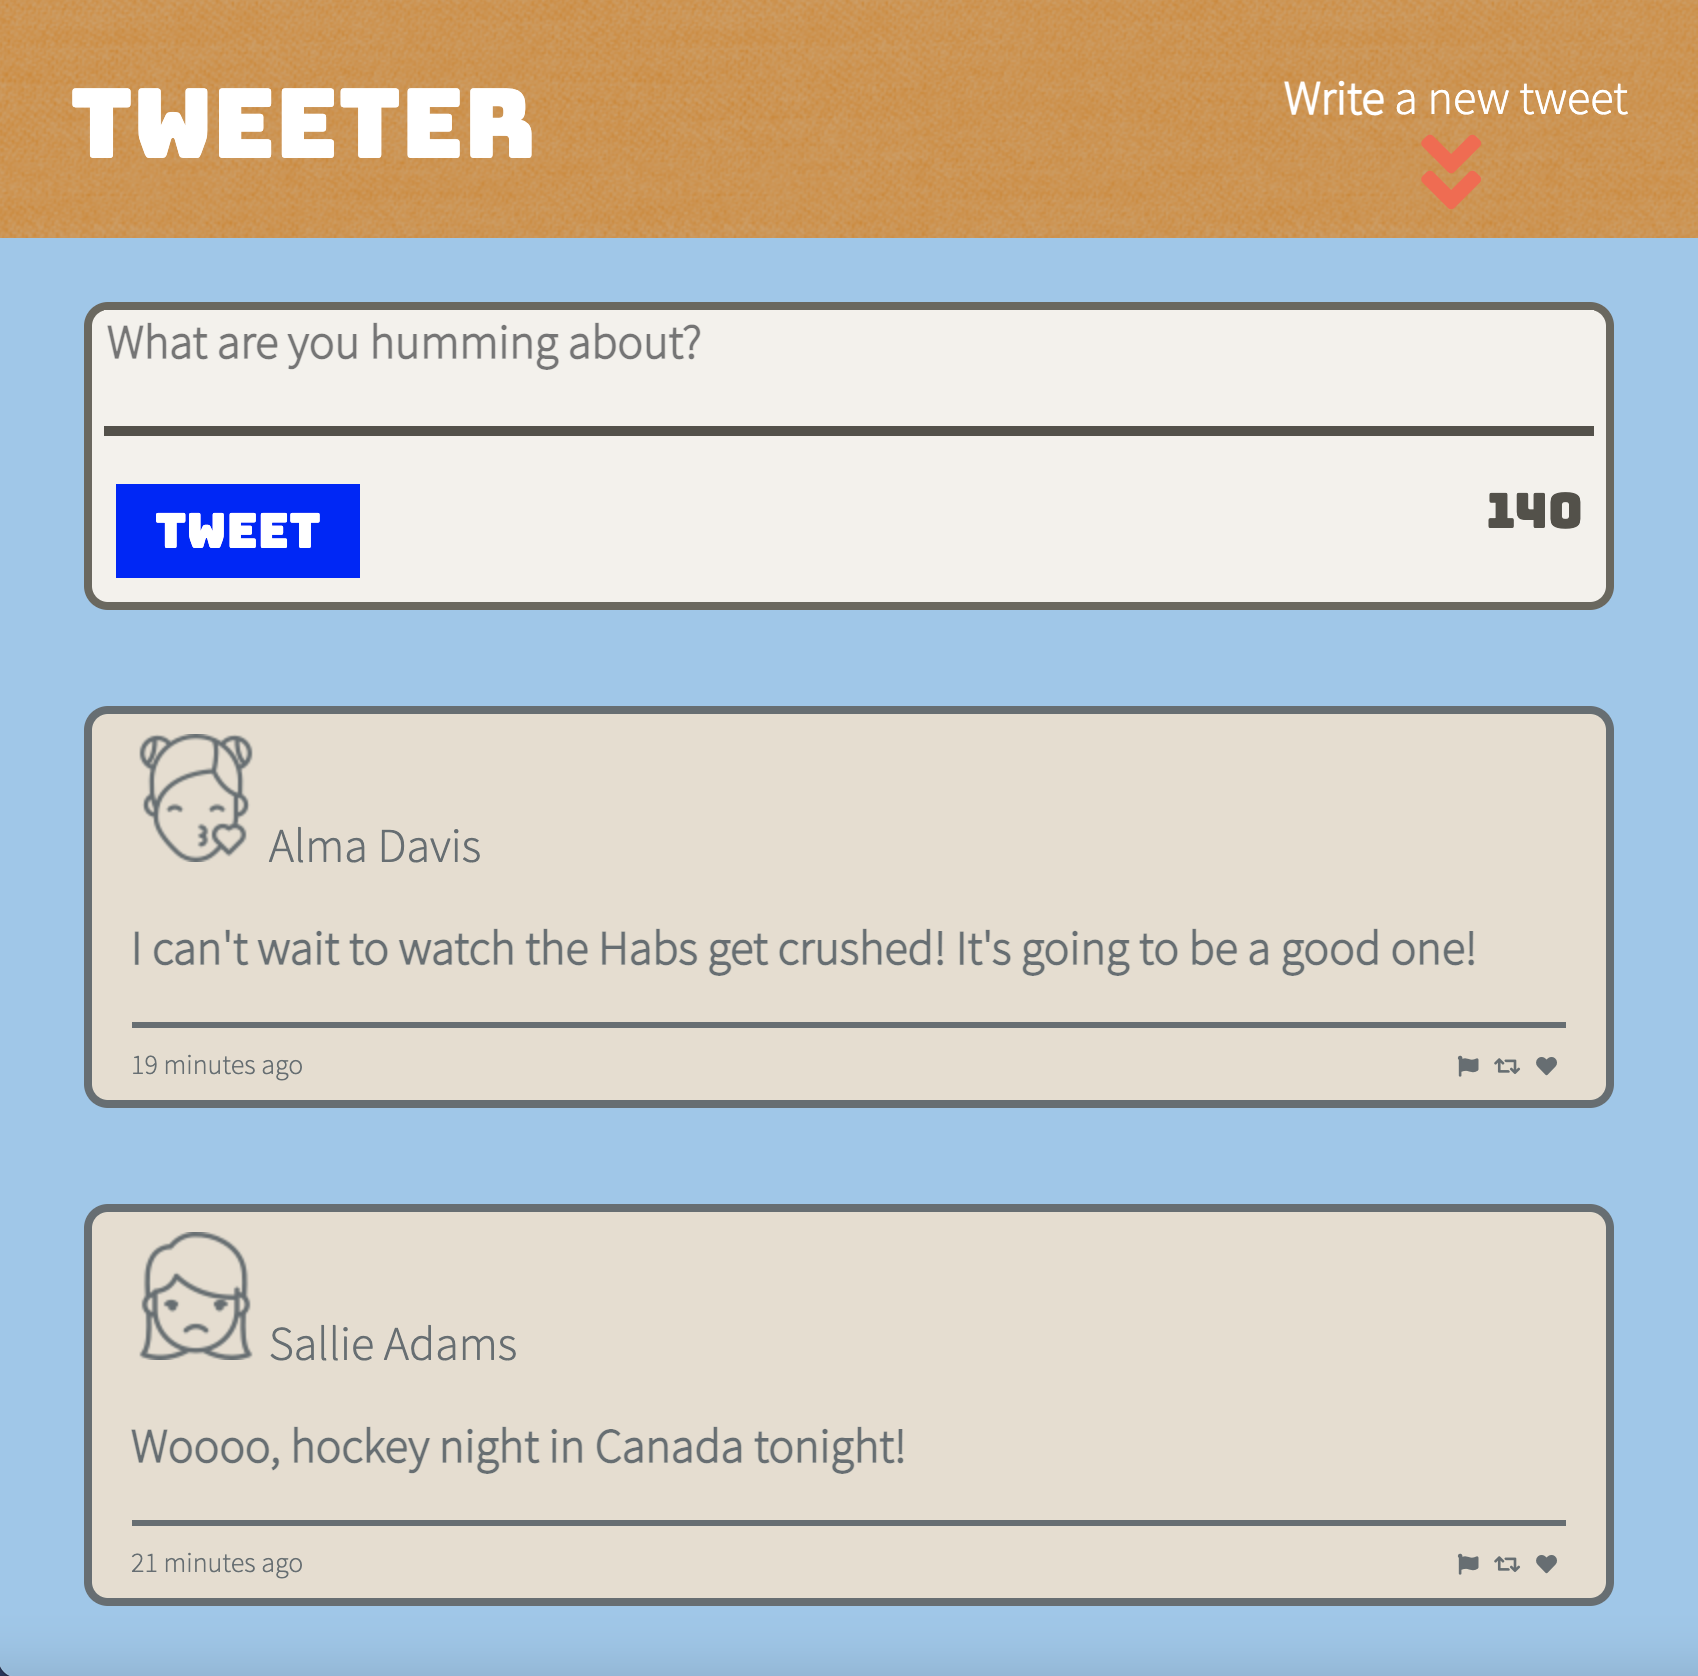 TWEETER
Write a new tweet
What are you humming about?
TWEET
140
Alma Davis
I can't wait to watch the Habs get crushed! It's going to be a good one!
19 minutes ago
Sallie Adams
Woooo, hockey night in Canada tonight!
21 minutes ago